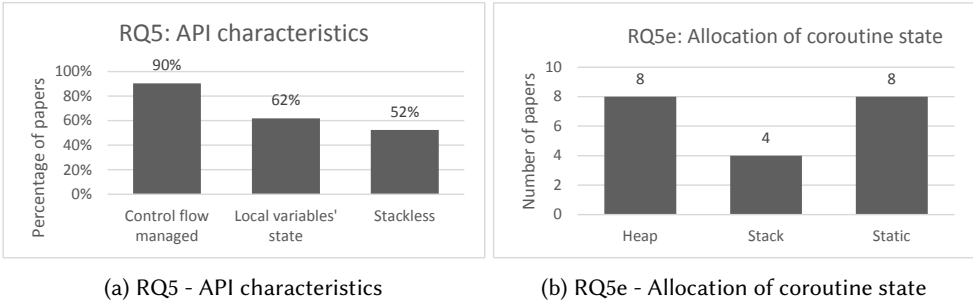 RQ5: API characteristics
Percentage of papers
100%
80%
60%
40%
20%
0%
90%
62%
52%
Control flow
managed
Local variables'
state
Stackless
(a) RQ5 - API characteristics
RQ5e: Allocation of coroutine state
Number of papers
10
8
6
4
2
0
8
4
8
Heap
Stack
Static
(b) RQ5e - Allocation of coroutine state